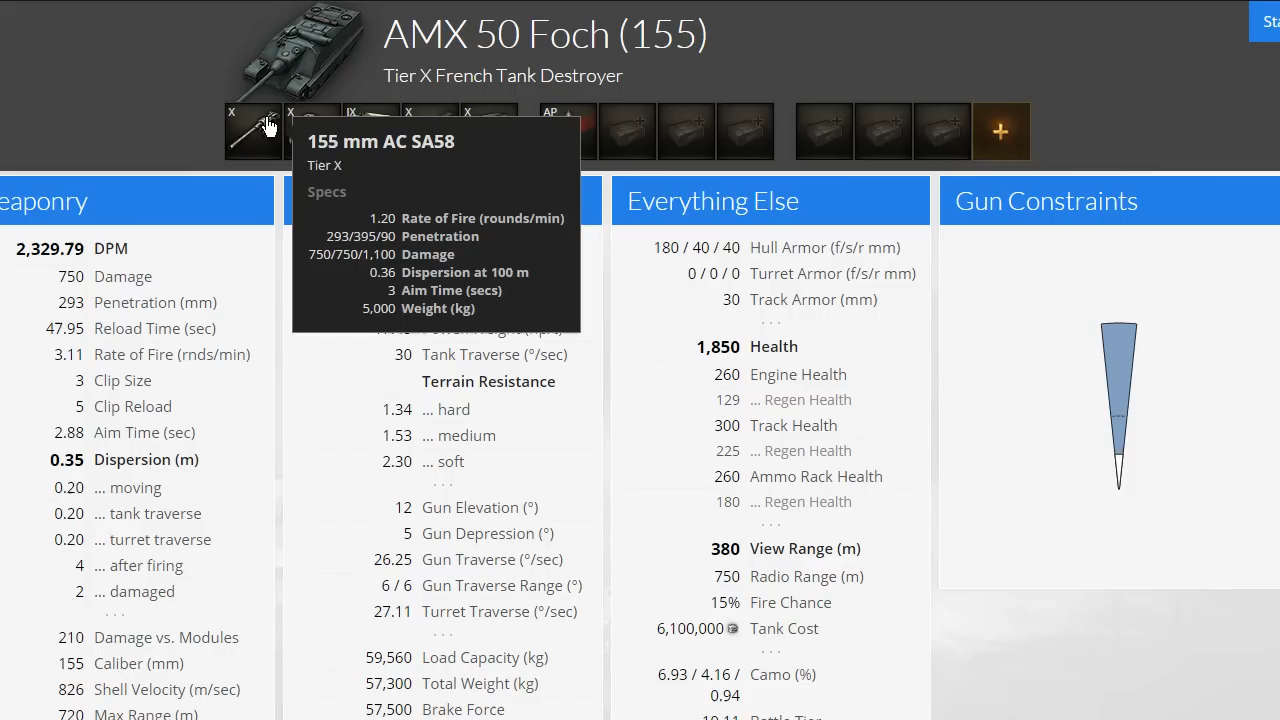 AMX 50 Foch (155)
Tier X French Tank Destroyer
Sta
X
X
IX
X
X
AP
155 mm AC SA58
Tier X
Specs
1.20 Rate of Fire (rounds/min)
293/395/90 Penetration
750/750/1,100 Damage
0.36 Dispersion at 100 m
3 Aim Time (secs)
5,000 Weight (kg)
eaponry
2,329.79 DPM
750 Damage
293 Penetration (mm)
47.95 Reload Time (sec)
3.11 Rate of Fire (rnds/min)
3 Clip Size
5 Clip Reload
2.88 Aim Time (sec)
0.35 Dispersion (m)
0.20 ... moving
0.20 ... tank traverse
0.20 ... turret traverse
4 ... after firing
2 ... damaged
...
210 Damage vs. Modules
155 Caliber (mm)
826 Shell Velocity (m/sec)
720 Max Range (m)
30 Tank Traverse (°/sec)
Terrain Resistance
1.34 ... hard
1.53 ... medium
2.30 ... soft
...
12 Gun Elevation (°)
5 Gun Depression (°)
26.25 Gun Traverse (°/sec)
6 / 6 Gun Traverse Range (°)
27.11 Turret Traverse (°/sec)
...
59,560 Load Capacity (kg)
57,300 Total Weight (kg)
57,500 Brake Force
Everything Else
180 / 40 / 40 Hull Armor (f/s/r mm)
0 / 0 / 0 Turret Armor (f/s/r mm)
30 Track Armor (mm)
...
1,850 Health
260 Engine Health
129 ... Regen Health
300 Track Health
225 ... Regen Health
260 Ammo Rack Health
180 ... Regen Health
...
380 View Range (m)
750 Radio Range (m)
15% Fire Chance
6,100,000 Tank Cost
...
6.93 / 4.16 / Camo (%)
0.94
10,11 Battle Tier
Gun Constraints